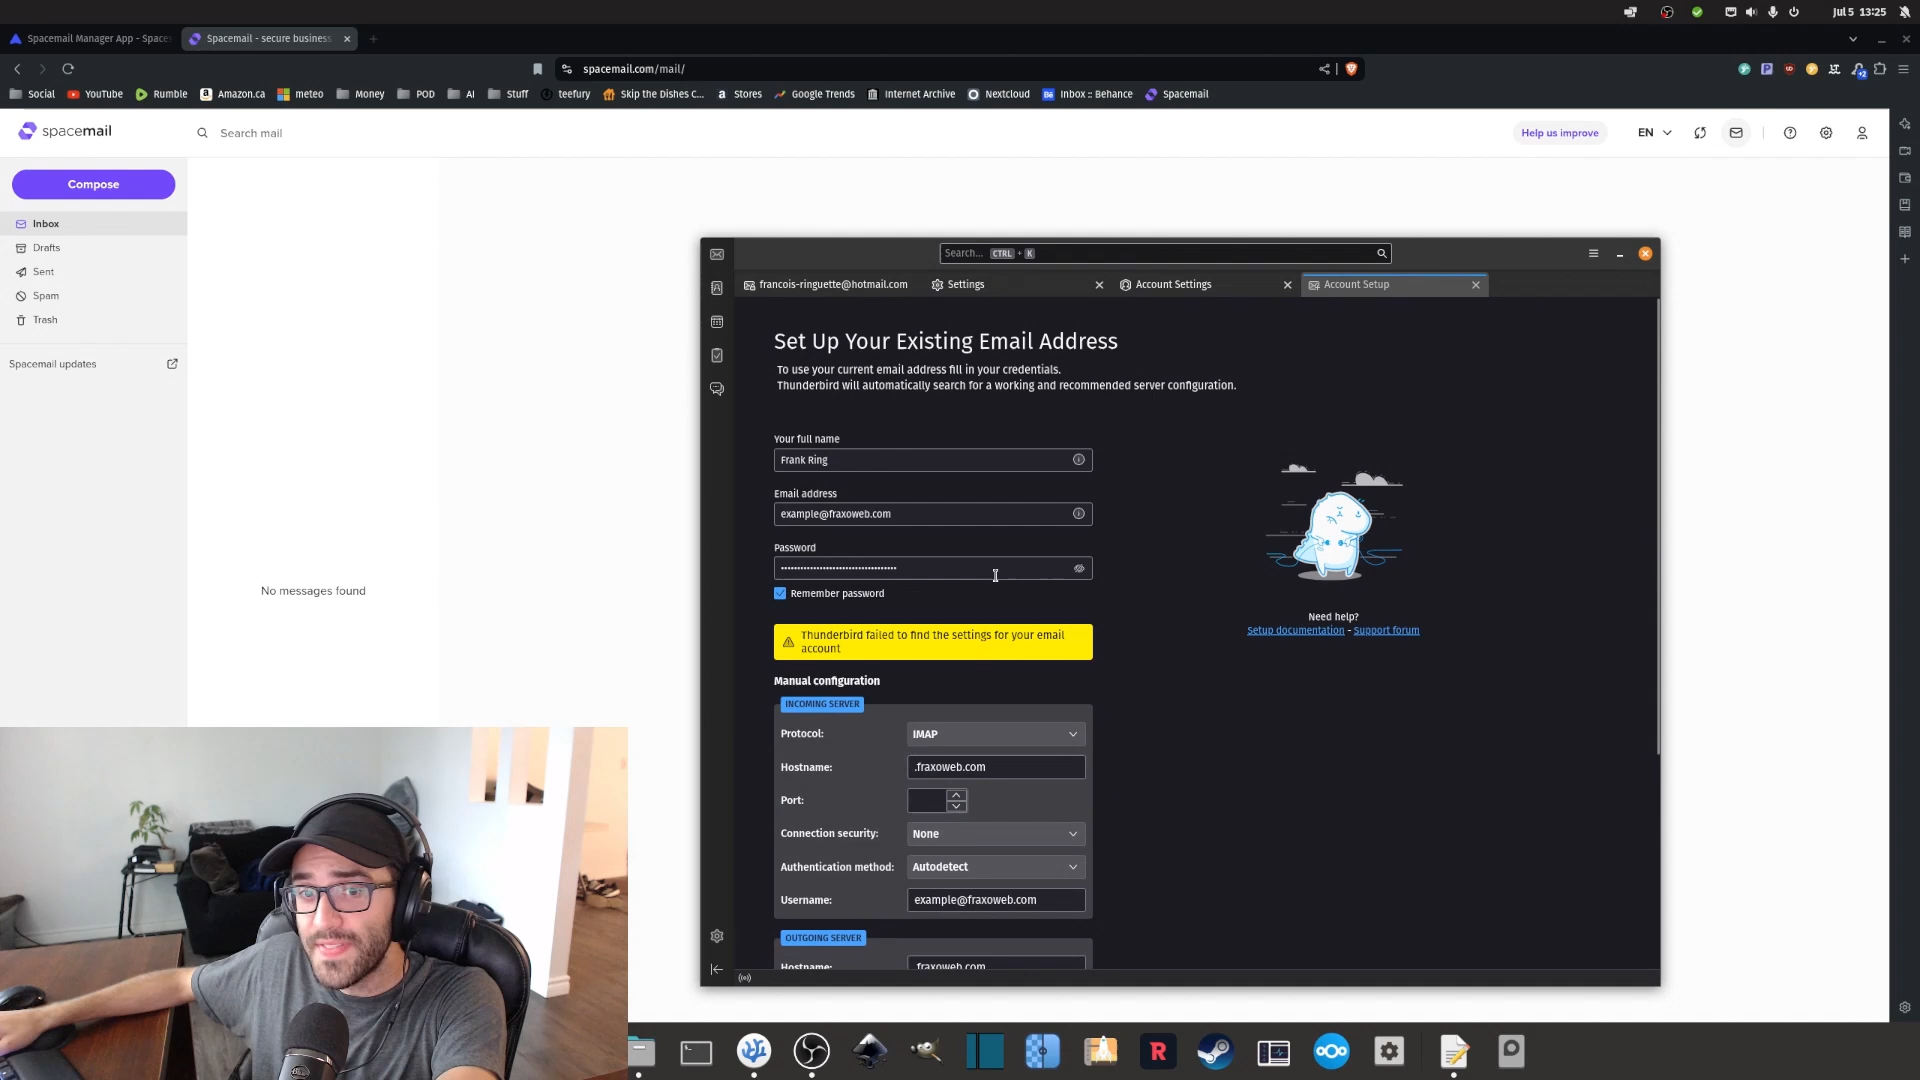 Jul 5 13:25
Spacemail Manager App - Space
Spacemail - secure business
spacemail.com/mail/
Social
YouTube
Rumble
Amazon.ca
meteo
Money
POD
AI
Stuff
teefury
Skip the Dishes C...
Stores
Google Trends
Internet Archive
Nextcloud
Inbox :: Behance
Spacemail
spacemail
Search mail
Help us improve
EN
Compose
Inbox
Drafts
Sent
Spam
Trash
Spacemail updates
No messages found
Search... CTRL + K
francois-ringuette@hotmail.com
Settings
Account Settings
Account Setup
Set Up Your Existing Email Address
To use your current email address fill in your credentials.
Thunderbird will automatically search for a working and recommended server configuration.
Your full name
Frank Ring
Email address
example@fraxoweb.com
Password
Remember password
Thunderbird failed to find the settings for your email
account
Manual configuration
INCOMING SERVER
Protocol: IMAP
Hostname: .fraxoweb.com
Port:
Connection security: None
Authentication method: Autodetect
Username: example@fraxoweb.com
OUTGOING SERVER
Hostname: .fraxoweb.com
Need help?
Setup documentation - Support forum